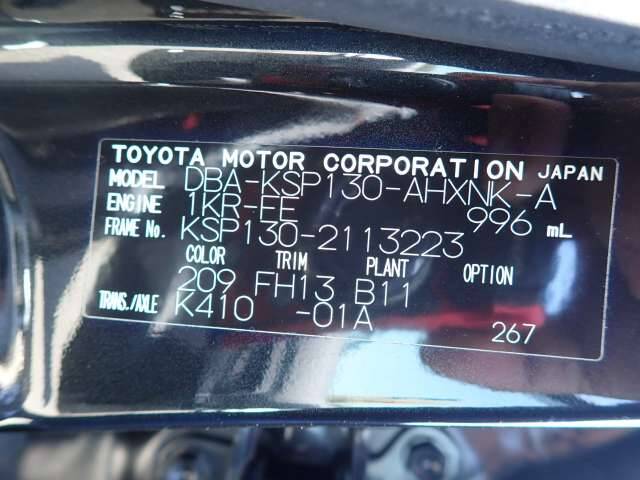 TOYOTA MOTOR CORPORATION JAPAN
MODEL DBA-KSP130-AHXNK-A
ENGINE 1KR-FE 996 mL
FRAME No. KSP130-2113223
COLOR TRIM PLANT OPTION
209 FH13 B11
TRANS./AXLE K410 -01A
267